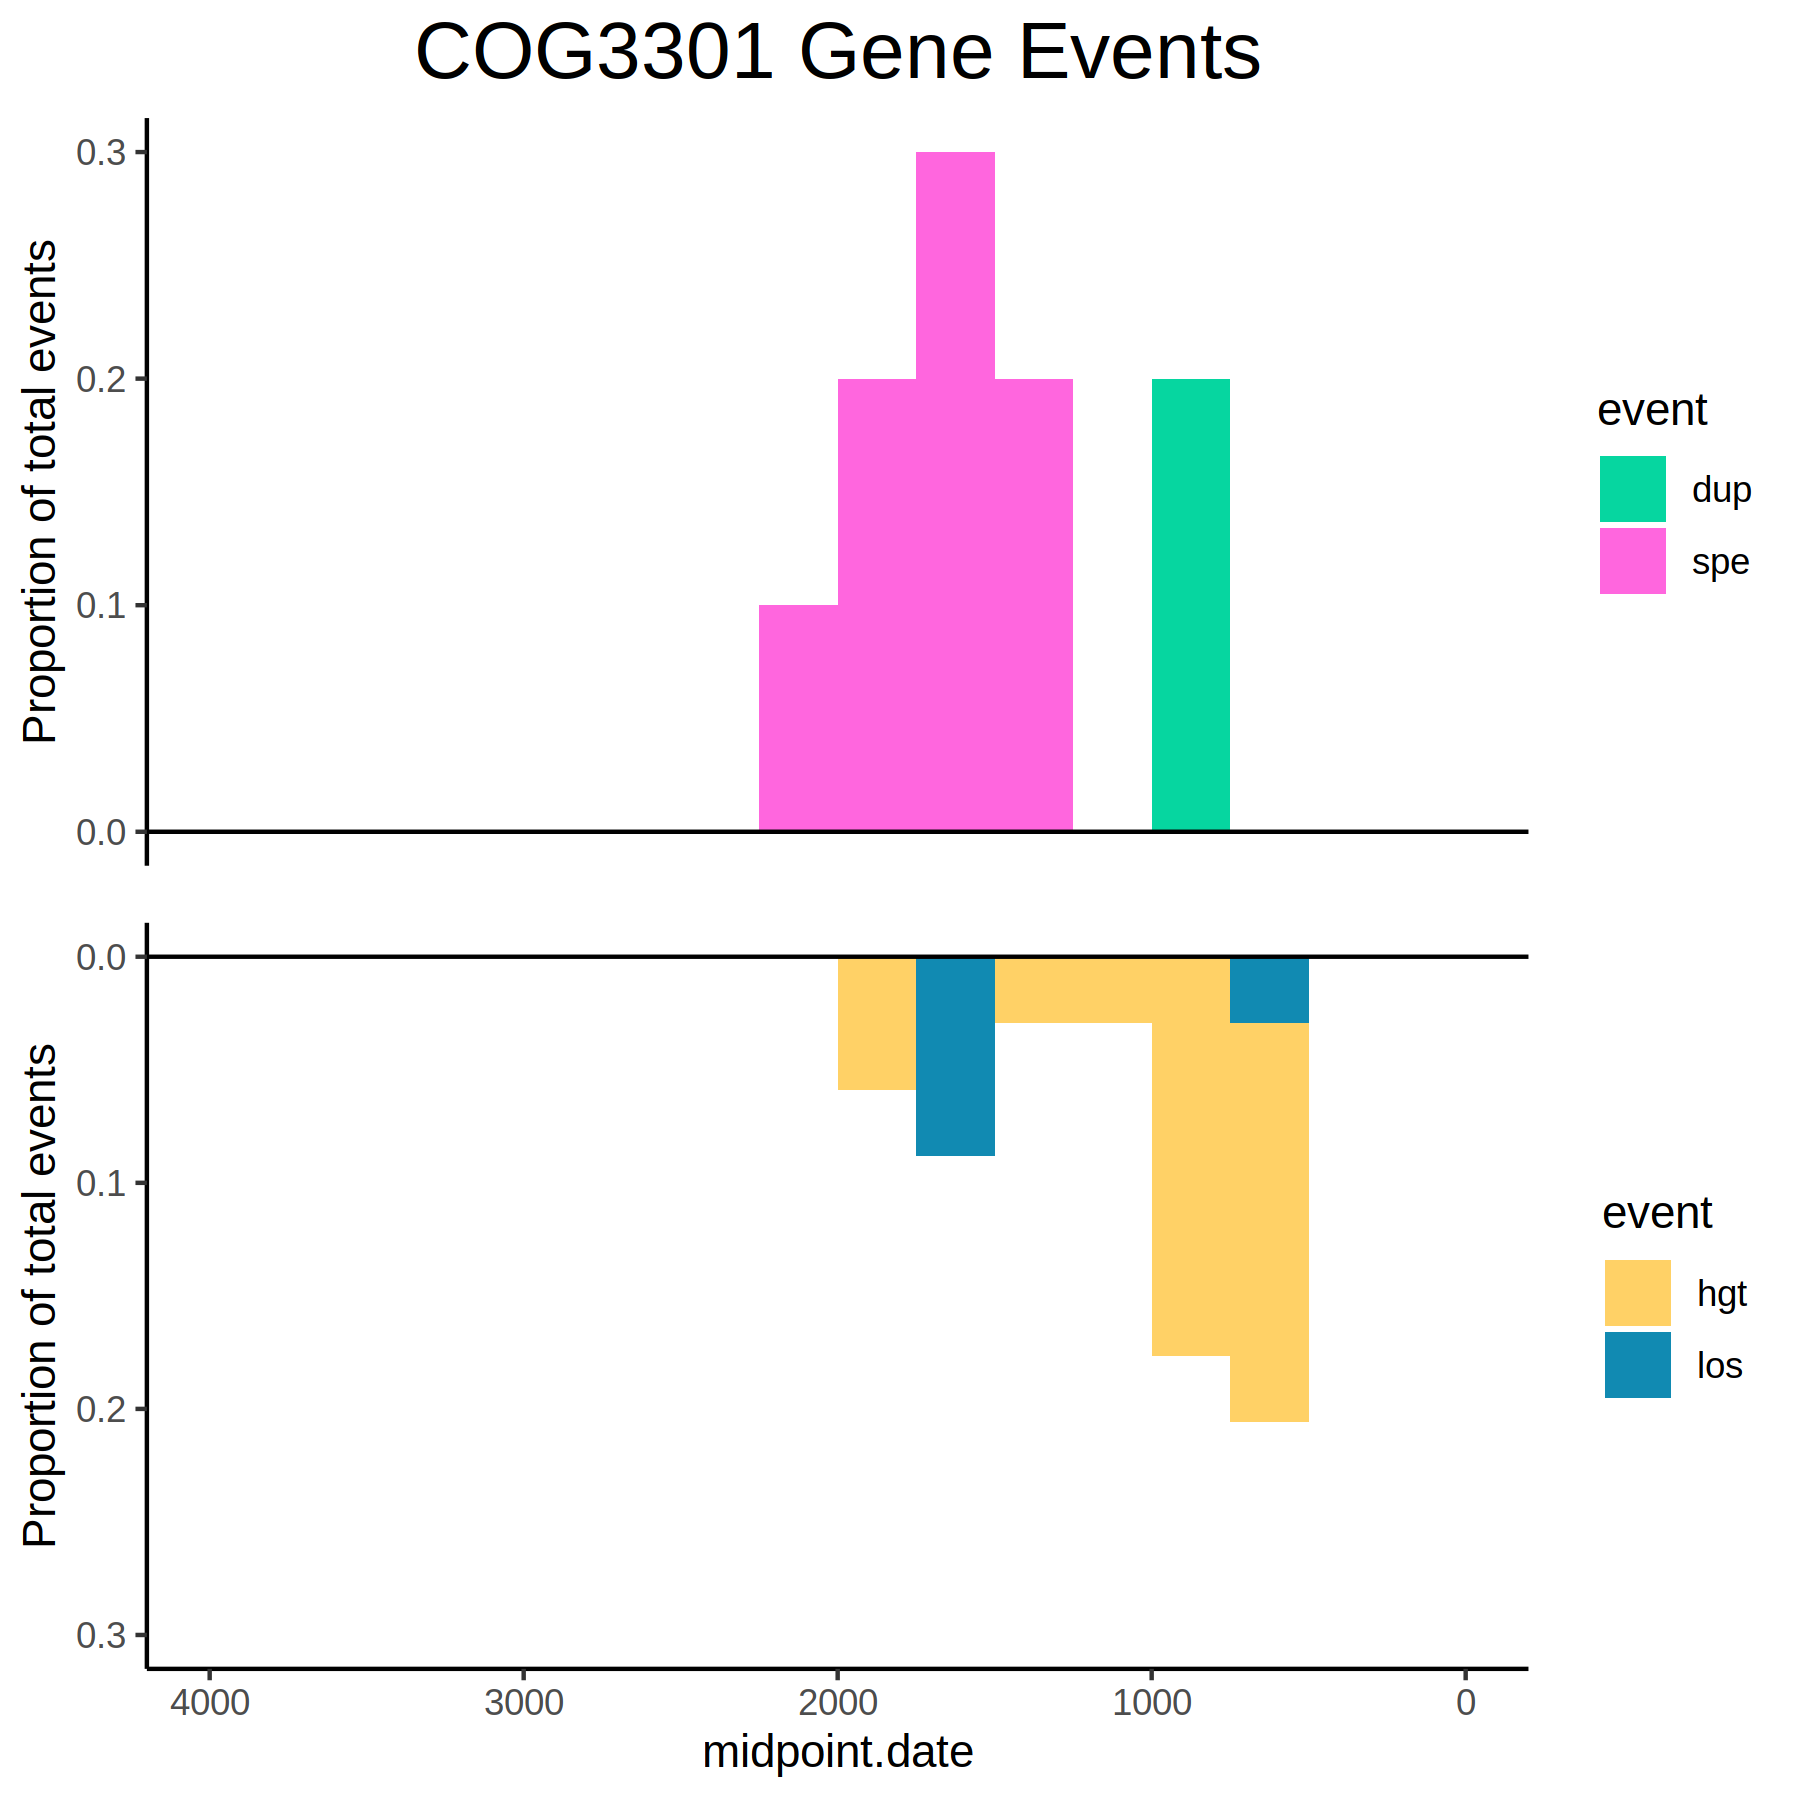 COG3301 Gene Events
Proportion of total events
0.3
0.2
0.1
0.0
event
dup
spe
Proportion of total events
0.0
0.1
0.2
0.3
event
hgt
los
4000 3000 2000 1000 0
midpoint.date